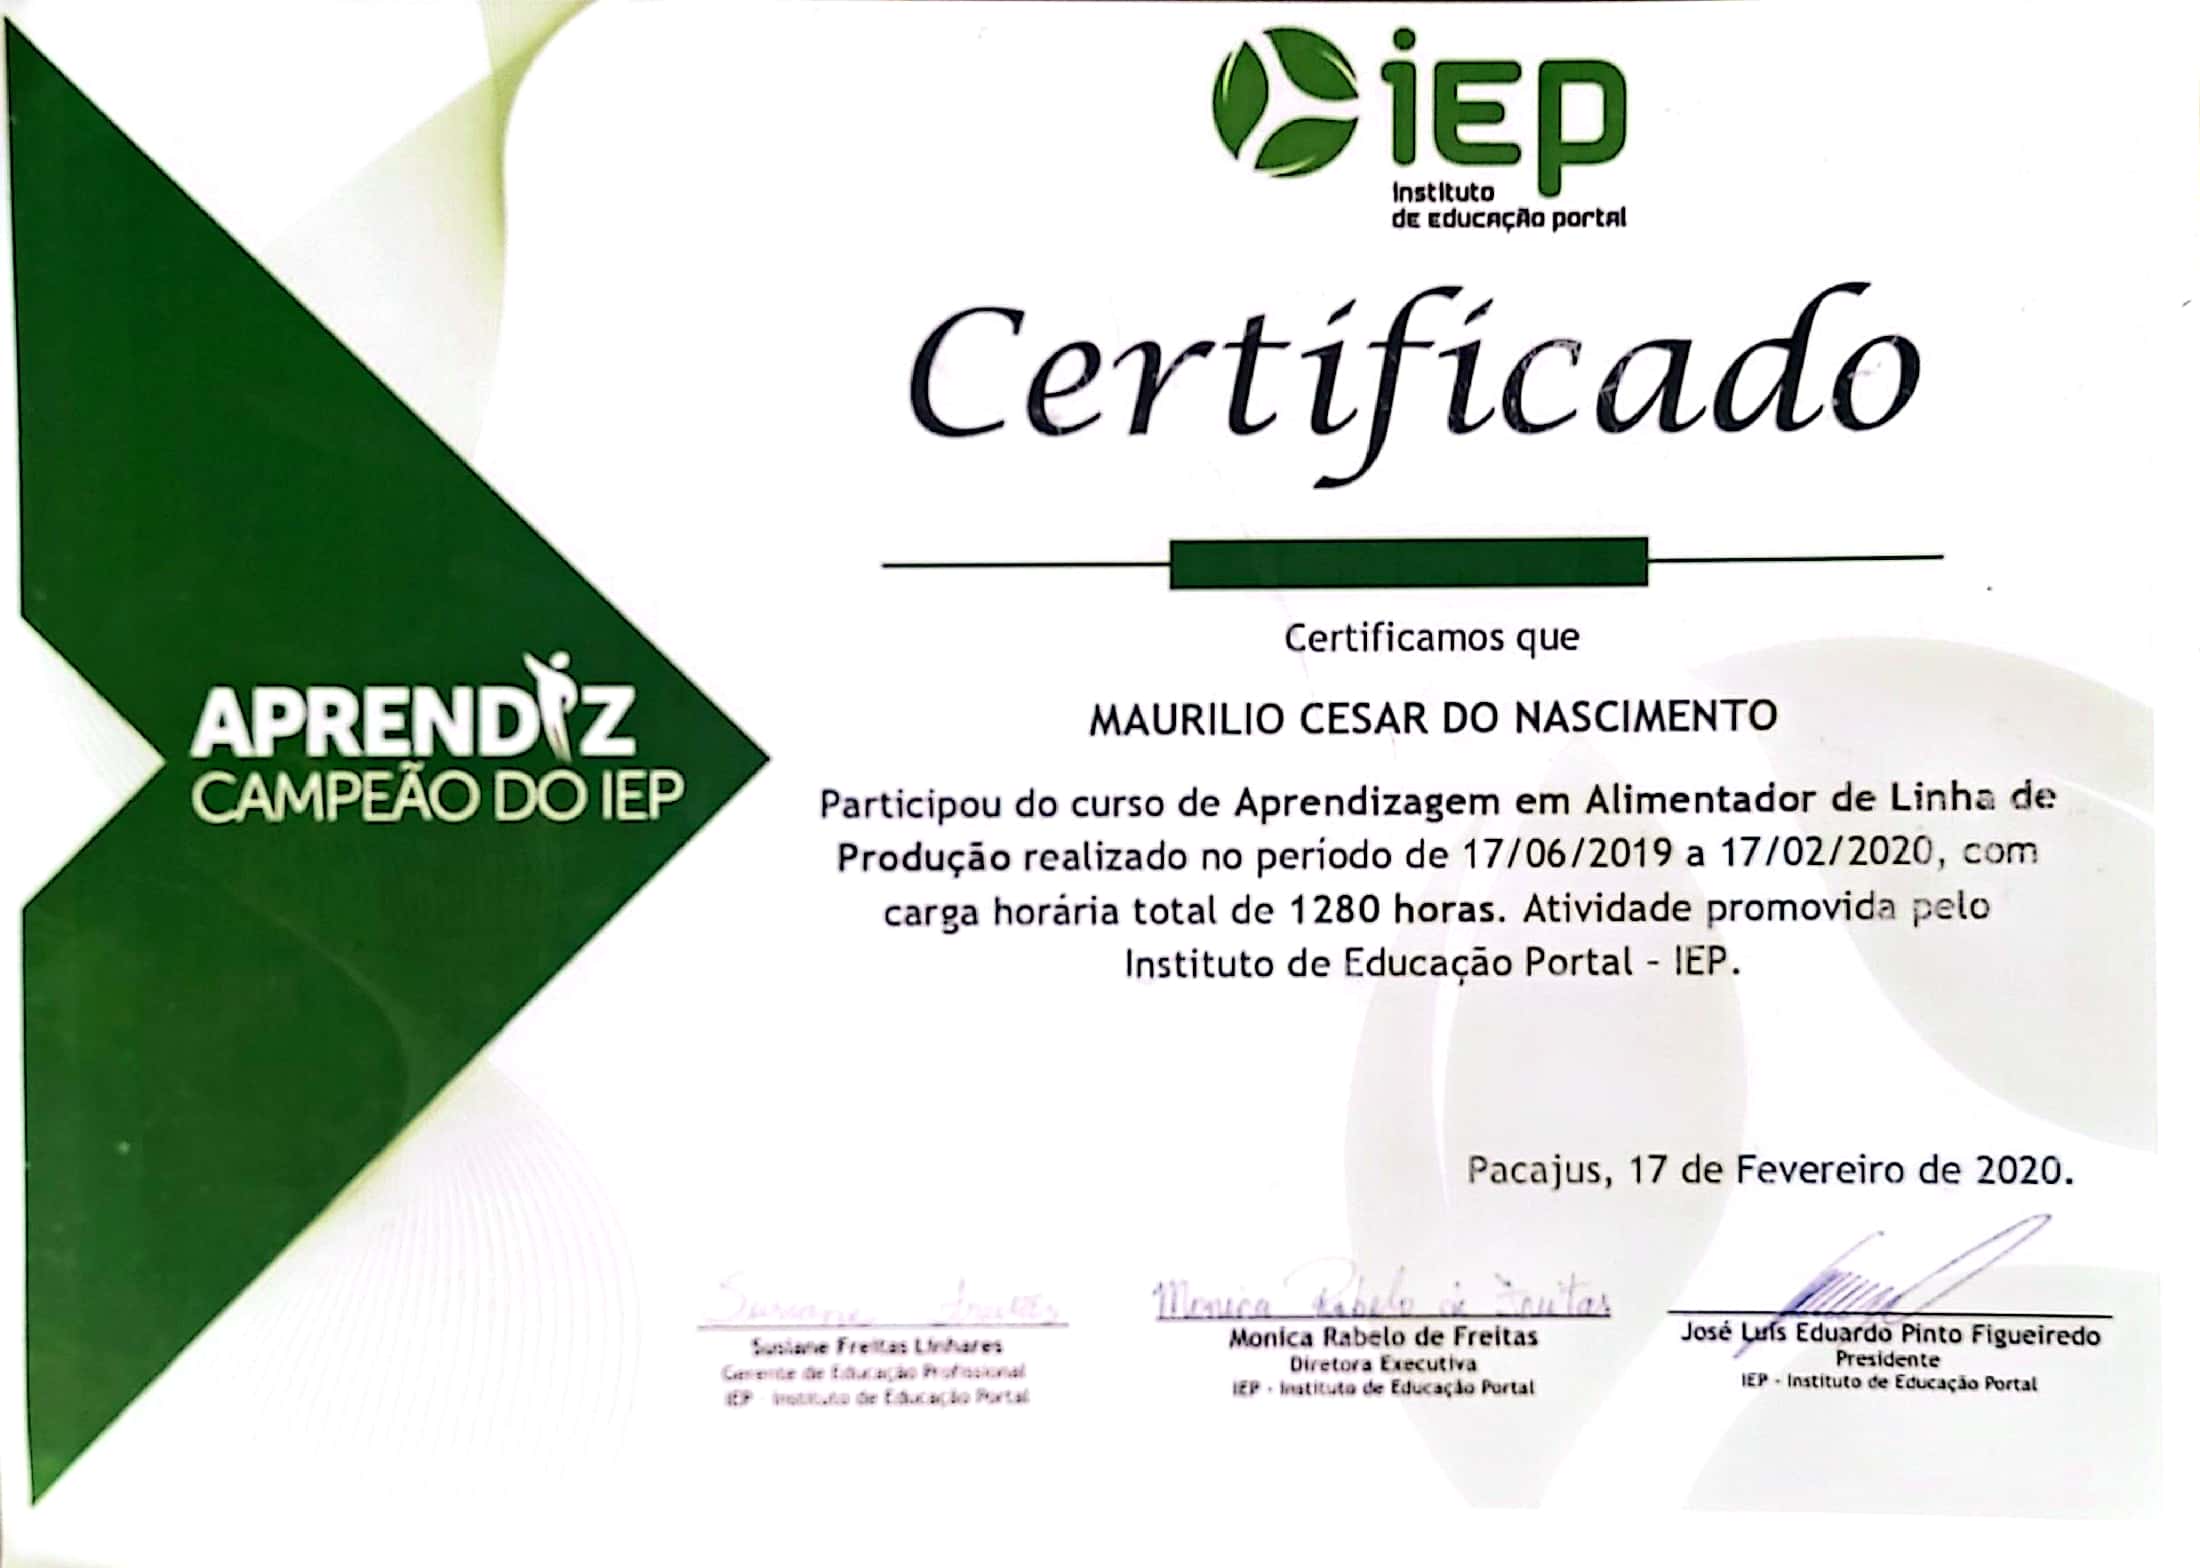 iEP
instituto
de educação portal
Certificado
APRENDIZ
CAMPEÃO DO IEP
Certificamos que
MAURILIO CESAR DO NASCIMENTO
Participou do curso de Aprendizagem em Alimentador de Linha de
Produção realizado no período de 17/06/2019 a 17/02/2020, com
carga horária total de 1280 horas. Atividade promovida pelo
Instituto de Educação Portal - IEP.
Pacajus, 17 de Fevereiro de 2020.
Susiane Freitas
Susiane Freitas Linhares
Gerente de Educação Profissional
IEP - Instituto de Educação Portal
Monica Rabelo de Freitas
Monica Rabelo de Freitas
Diretora Executiva
IEP - Instituto de Educação Portal
José Luís Eduardo Pinto Figueiredo
Presidente
IEP - Instituto de Educação Portal